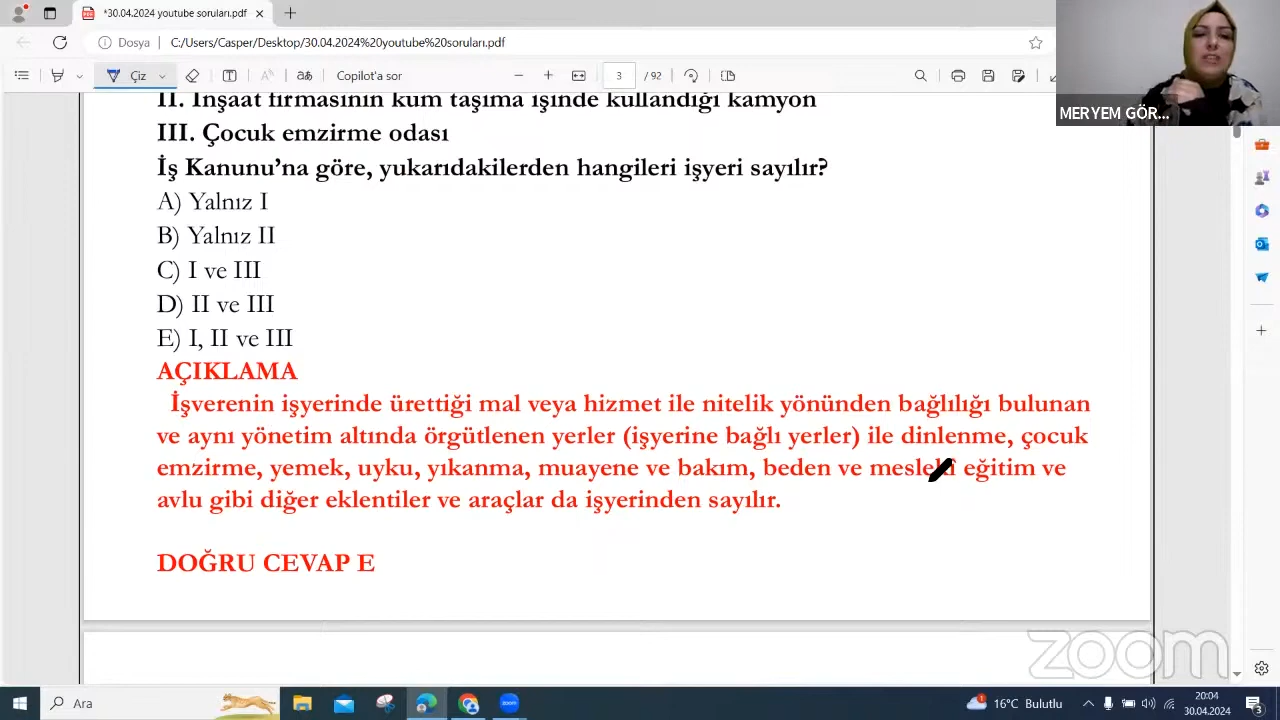 *30.04.2024 youtube soruları.pdf
Dosya
C:/Users/Casper/Desktop/30.04.2024%20youtube%20soruları.pdf
Çiz
Copilot'a sor
3
/ 92
MERYEM GÖR...
II. İnşaat firmasının kum taşıma işinde kullandığı kamyon
III. Çocuk emzirme odası
İş Kanunu'na göre, yukarıdakilerden hangileri işyeri sayılır?
A) Yalnız I
B) Yalnız II
C) I ve III
D) II ve III
E) I, II ve III
AÇIKLAMA
İşverenin işyerinde ürettiği mal veya hizmet ile nitelik yönünden bağlılığı bulunan
ve aynı yönetim altında örgütlenen yerler (işyerine bağlı yerler) ile dinlenme, çocuk
emzirme, yemek, uyku, yıkanma, muayene ve bakım, beden ve meslekî eğitim ve
avlu gibi diğer eklentiler ve araçlar da işyerinden sayılır.
DOĞRU CEVAP E
zoom
Ara
zoom
1
16°C Bulutlu
20:04
30.04.2024
3